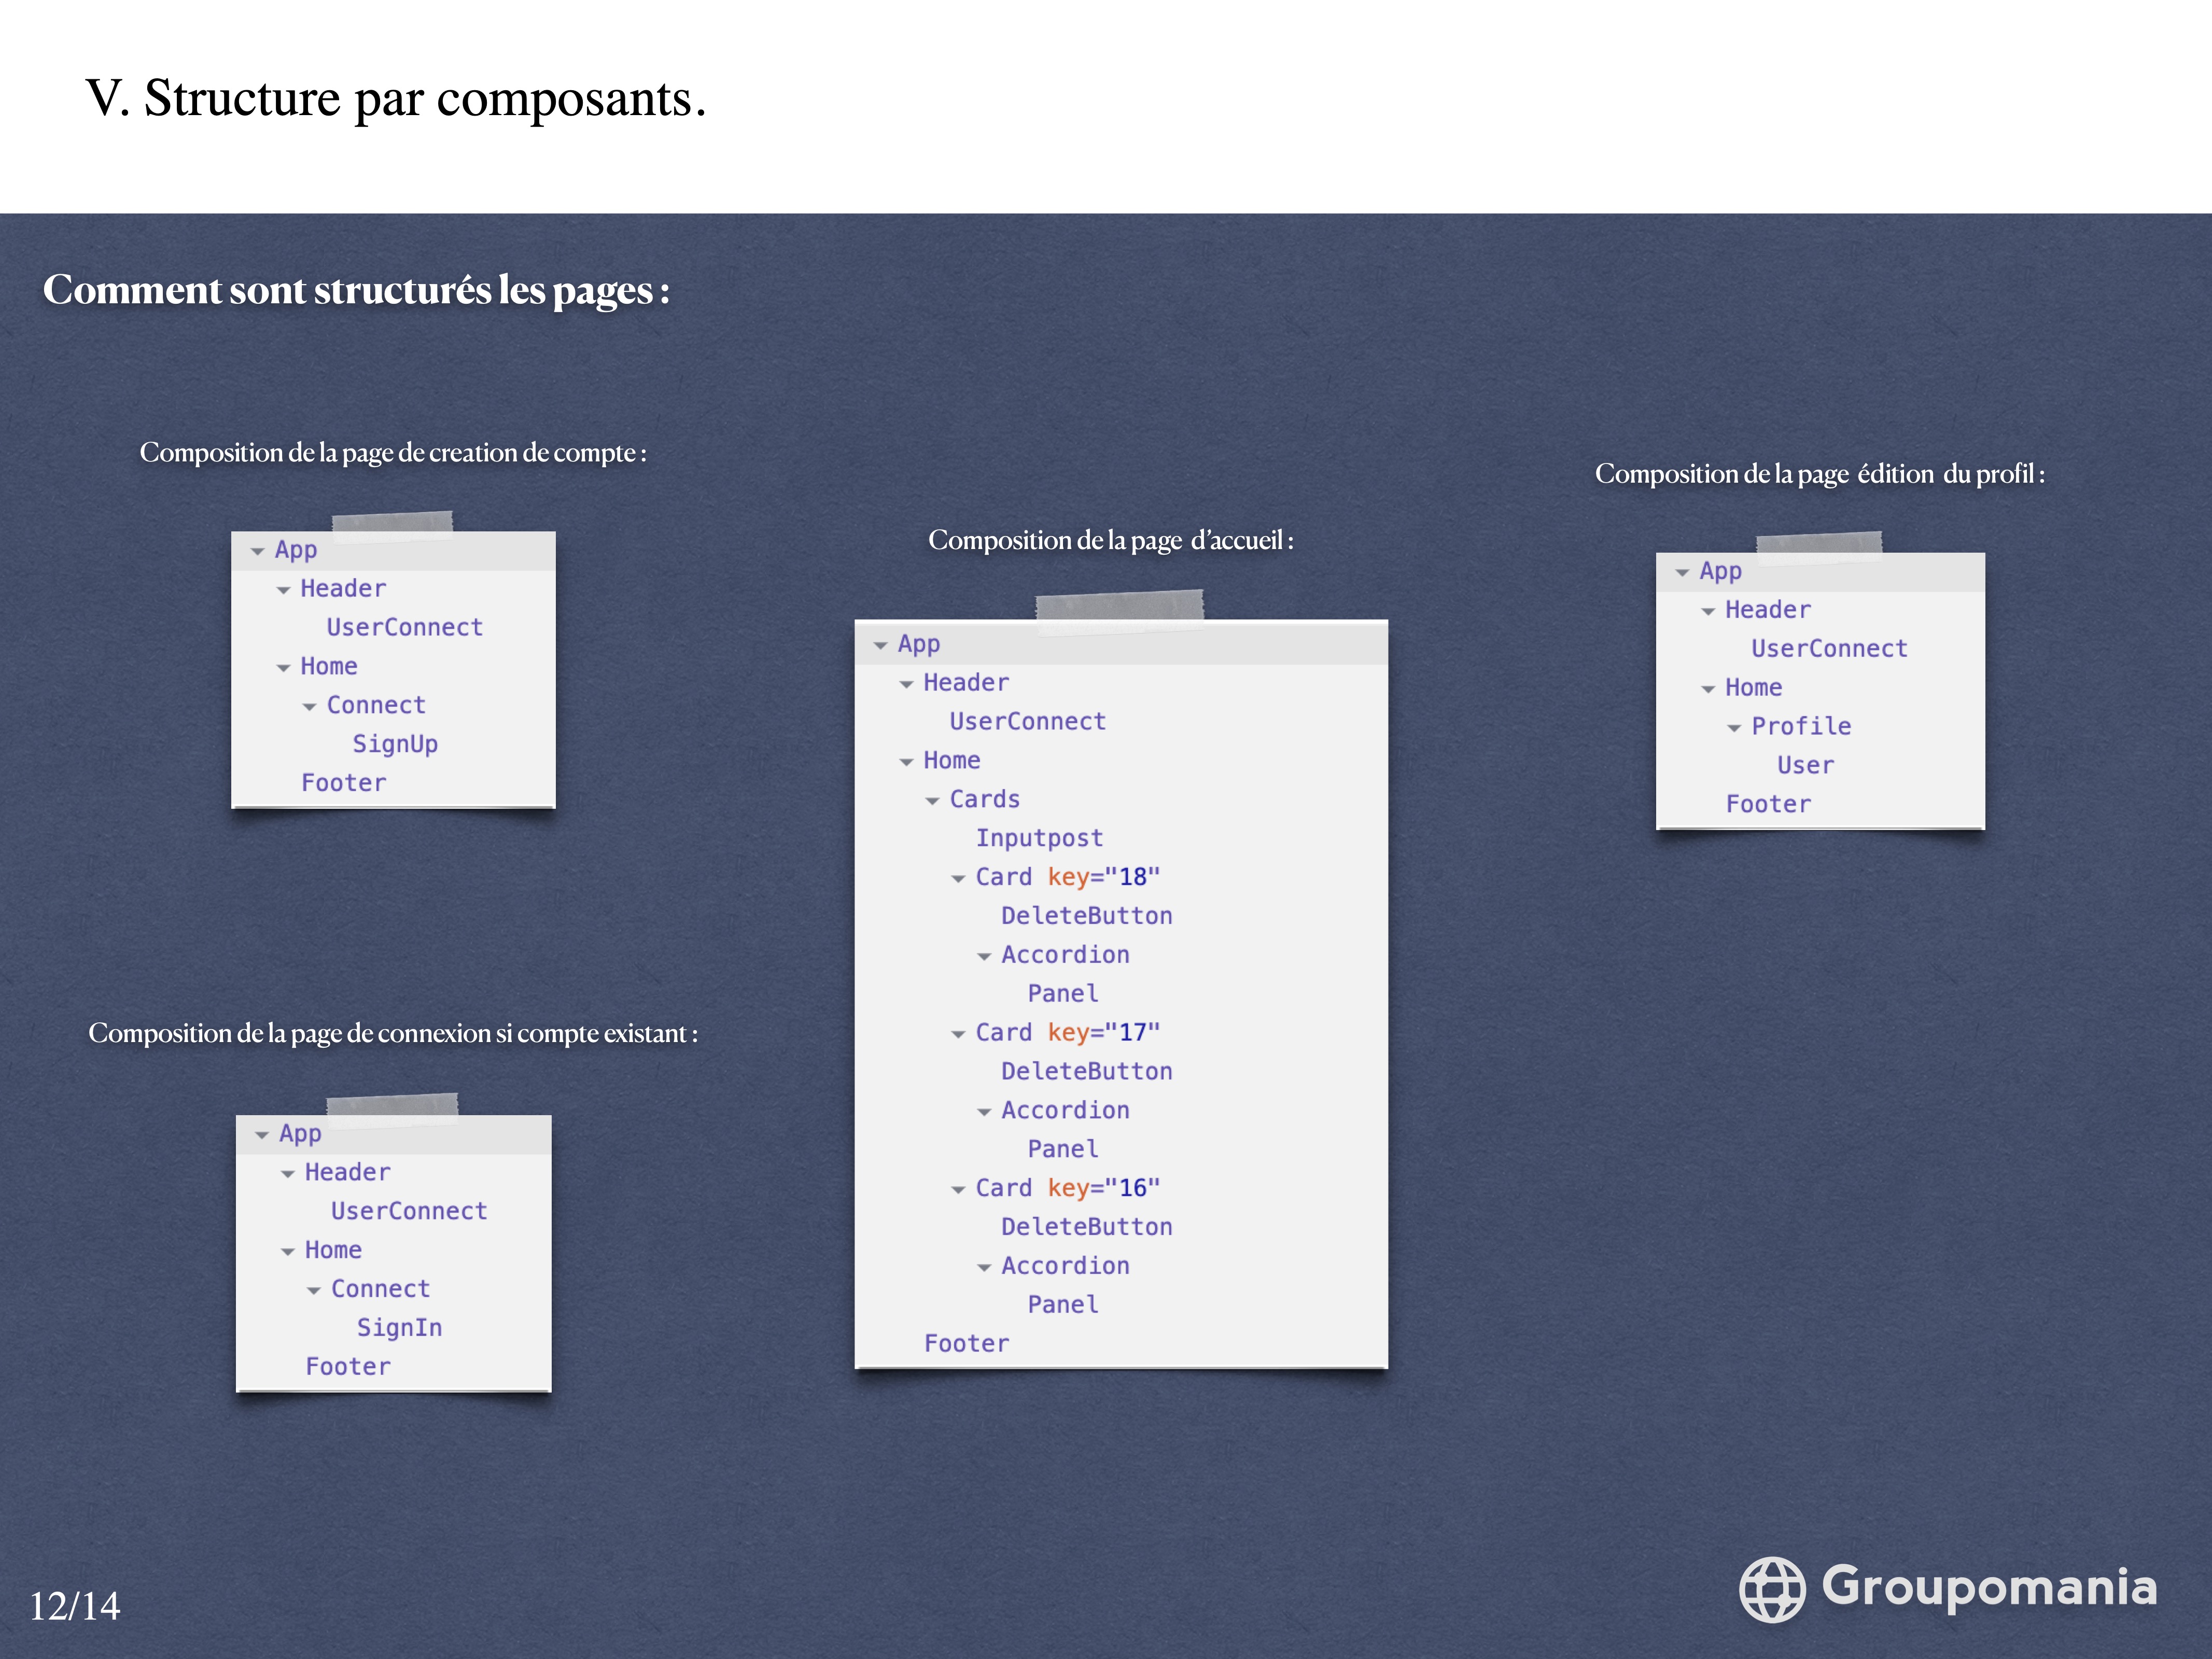 V. Structure par composants.
Comment sont structurés les pages :
Composition de la page de creation de compte :
App
Header
UserConnect
Home
Connect
SignUp
Footer
Composition de la page de connexion si compte existant :
App
Header
UserConnect
Home
Connect
SignIn
Footer
Composition de la page d’accueil :
App
Header
UserConnect
Home
Cards
Inputpost
Card key="18"
DeleteButton
Accordion
Panel
Card key="17"
DeleteButton
Accordion
Panel
Card key="16"
DeleteButton
Accordion
Panel
Footer
Composition de la page édition du profil :
App
Header
UserConnect
Home
Profile
User
Footer
12/14
Groupomania